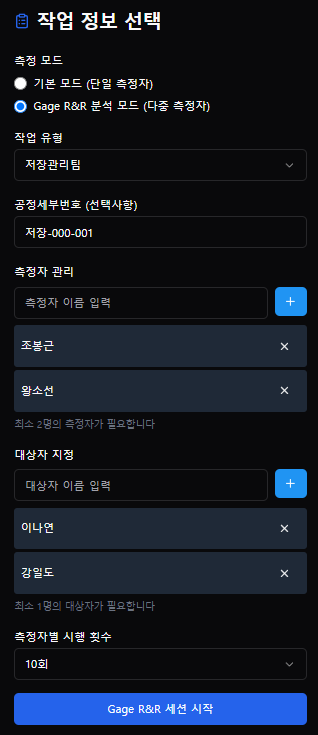 작업 정보 선택
측정 모드
기본 모드 (단일 측정자)
Gage R&R 분석 모드 (다중 측정자)
작업 유형
저장관리팀
공정세부번호 (선택사항)
저장-000-001
측정자 관리
측정자 이름 입력
조봉근
왕소선
최소 2명의 측정자가 필요합니다
대상자 지정
대상자 이름 입력
이나연
강일도
최소 1명의 대상자가 필요합니다
측정자별 시행 횟수
10회
Gage R&R 세션 시작